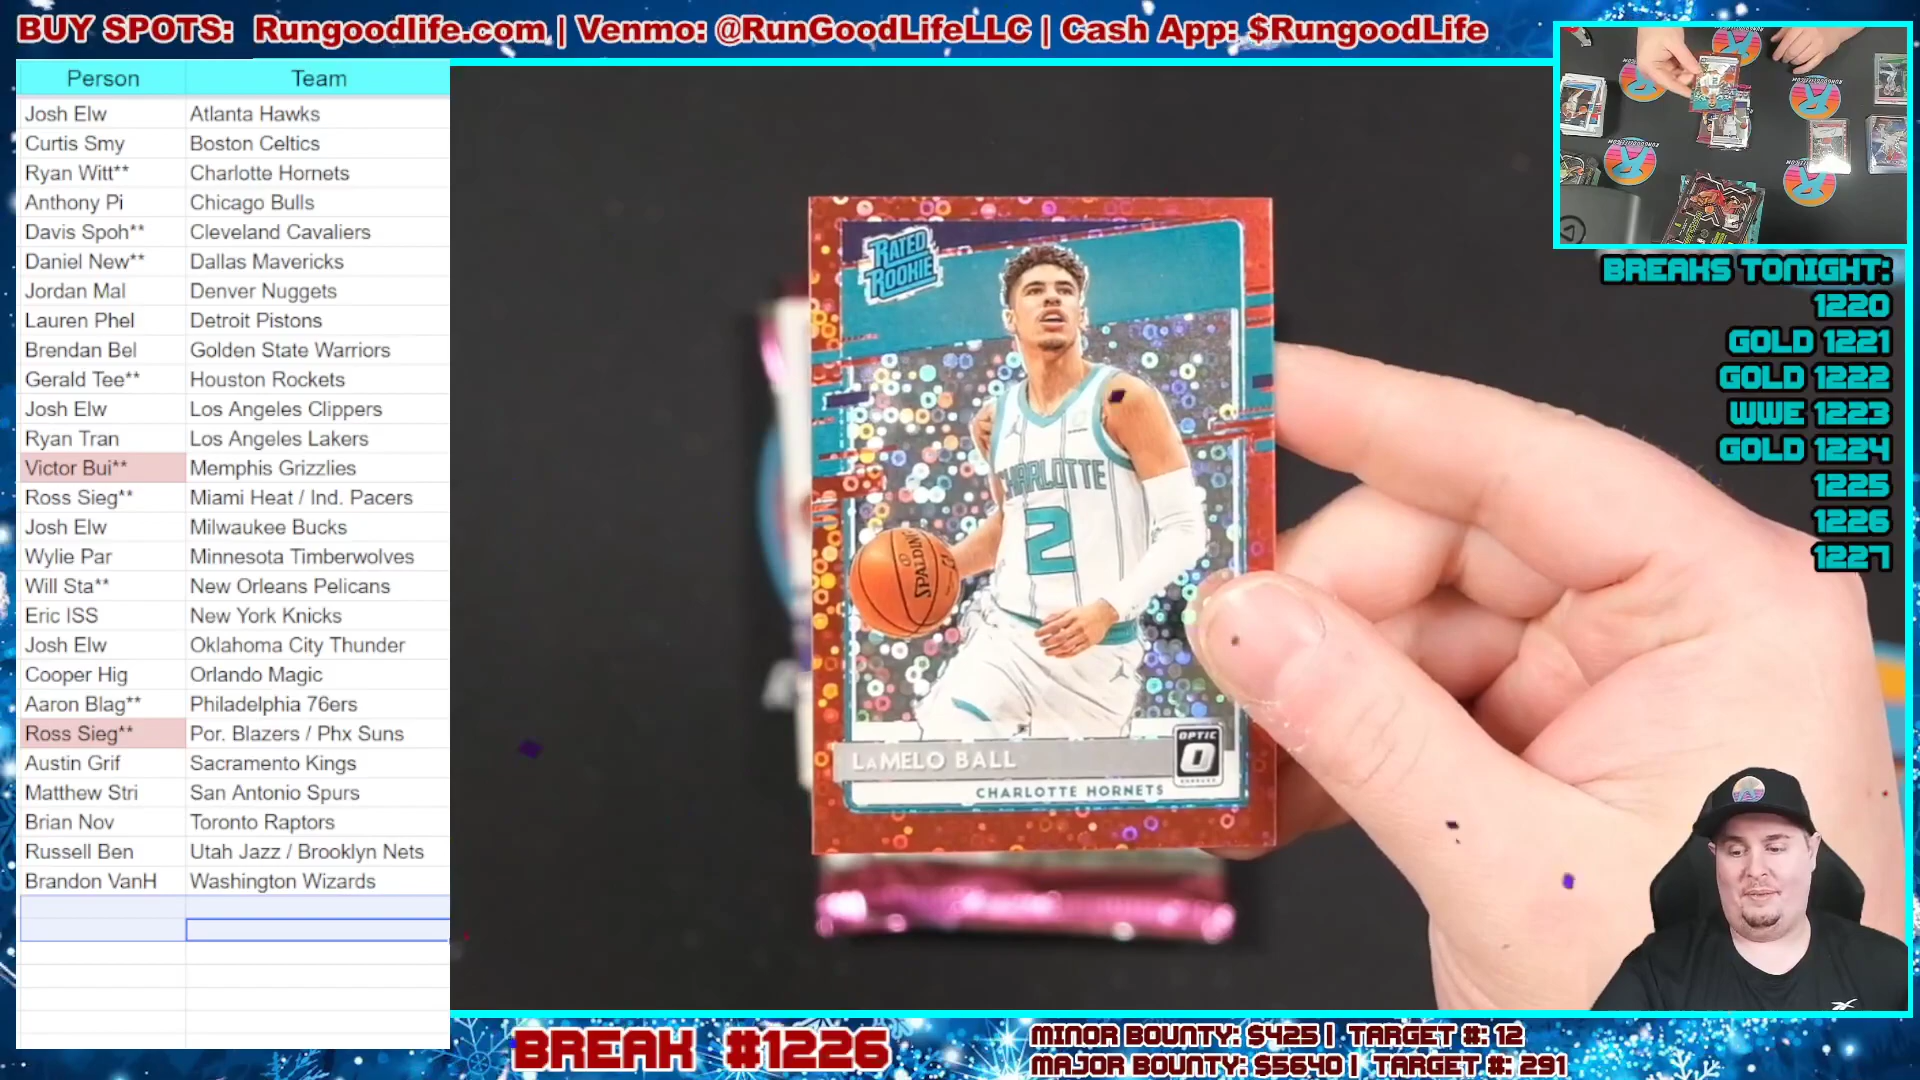 BUY SPOTS: Rungoodlife.com | Venmo: @RunGoodLifeLLC | Cash App: $RungoodLife
Person Team
Josh Elw Atlanta Hawks
Curtis Smy Boston Celtics
Ryan Witt** Charlotte Hornets
Anthony Pi Chicago Bulls
Davis Spoh** Cleveland Cavaliers
Daniel New** Dallas Mavericks
Jordan Mal Denver Nuggets
Lauren Phel Detroit Pistons
Brendan Bel Golden State Warriors
Gerald Tee** Houston Rockets
Josh Elw Los Angeles Clippers
Ryan Tran Los Angeles Lakers
Victor Bui** Memphis Grizzlies
Ross Sieg** Miami Heat / Ind. Pacers
Josh Elw Milwaukee Bucks
Wylie Par Minnesota Timberwolves
Will Sta** New Orleans Pelicans
Eric ISS New York Knicks
Josh Elw Oklahoma City Thunder
Cooper Hig Orlando Magic
Aaron Blag** Philadelphia 76ers
Ross Sieg** Por. Blazers / Phx Suns
Austin Grif Sacramento Kings
Matthew Stri San Antonio Spurs
Brian Nov Toronto Raptors
Russell Ben Utah Jazz / Brooklyn Nets
Brandon VanH Washington Wizards
RATED
ROOKIE
CHARLOTTE
2
SPALDING
LAMELO BALL
OPTIC
CHARLOTTE HORNETS
BREAKS TONIGHT:
1220
GOLD 1221
GOLD 1222
WWE 1223
GOLD 1224
1225
1226
1227
BREAK #1226
MINOR BOUNTY: $425 | TARGET #: 12
MAJOR BOUNTY: $5640 | TARGET #: 291